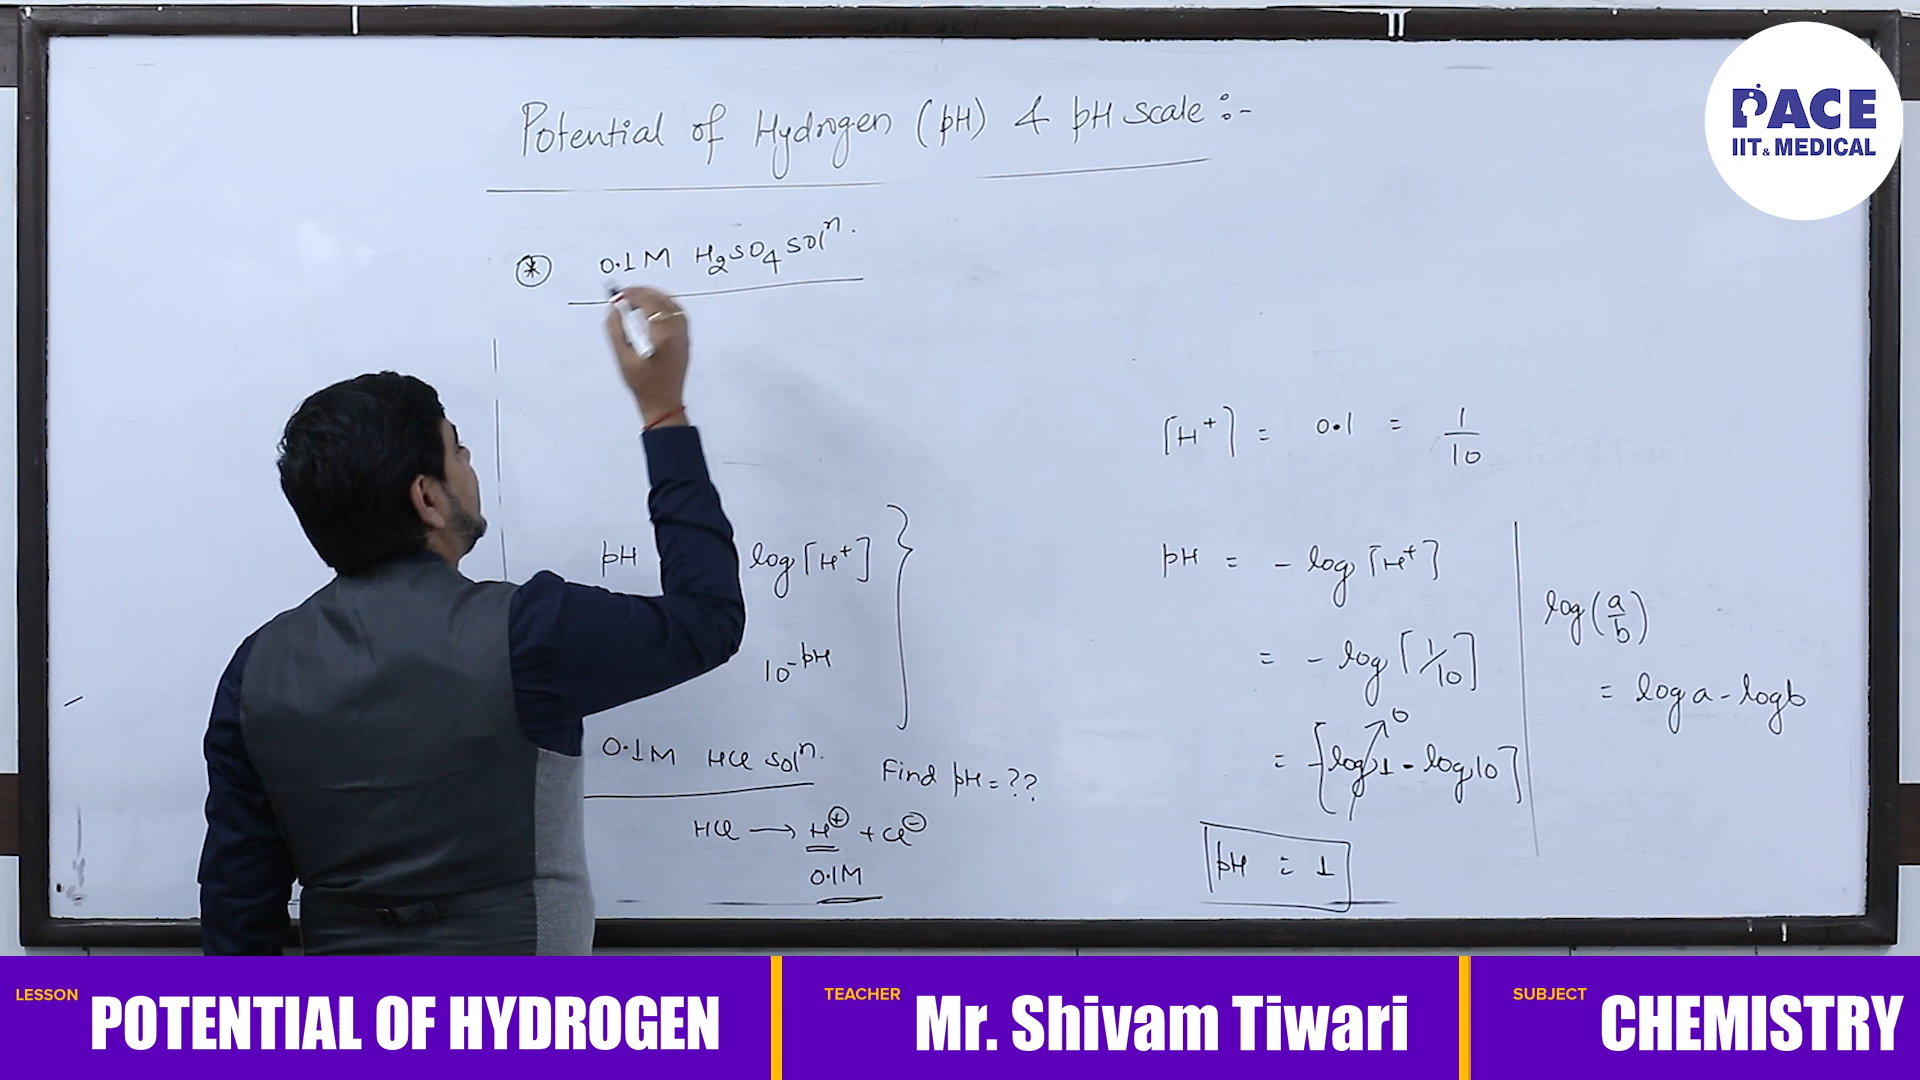 PACE
IIT & MEDICAL
Potential of Hydrogen (pH) & pH scale :-
* 0.1M H₂SO₄ solⁿ.
pH log [H⁺]
10⁻ᵖᴴ
0.1M HCl solⁿ. Find pH = ??
HCl → H⊕ + Cl⊖
0.1M
[H⁺] = 0.1 = 1/10
pH = - log [H⁺]
= - log [1/10]
= -[log 1 - log 10] 0
pH = 1
log (a/b)
= log a - log b
LESSON POTENTIAL OF HYDROGEN
TEACHER Mr. Shivam Tiwari
SUBJECT CHEMISTRY